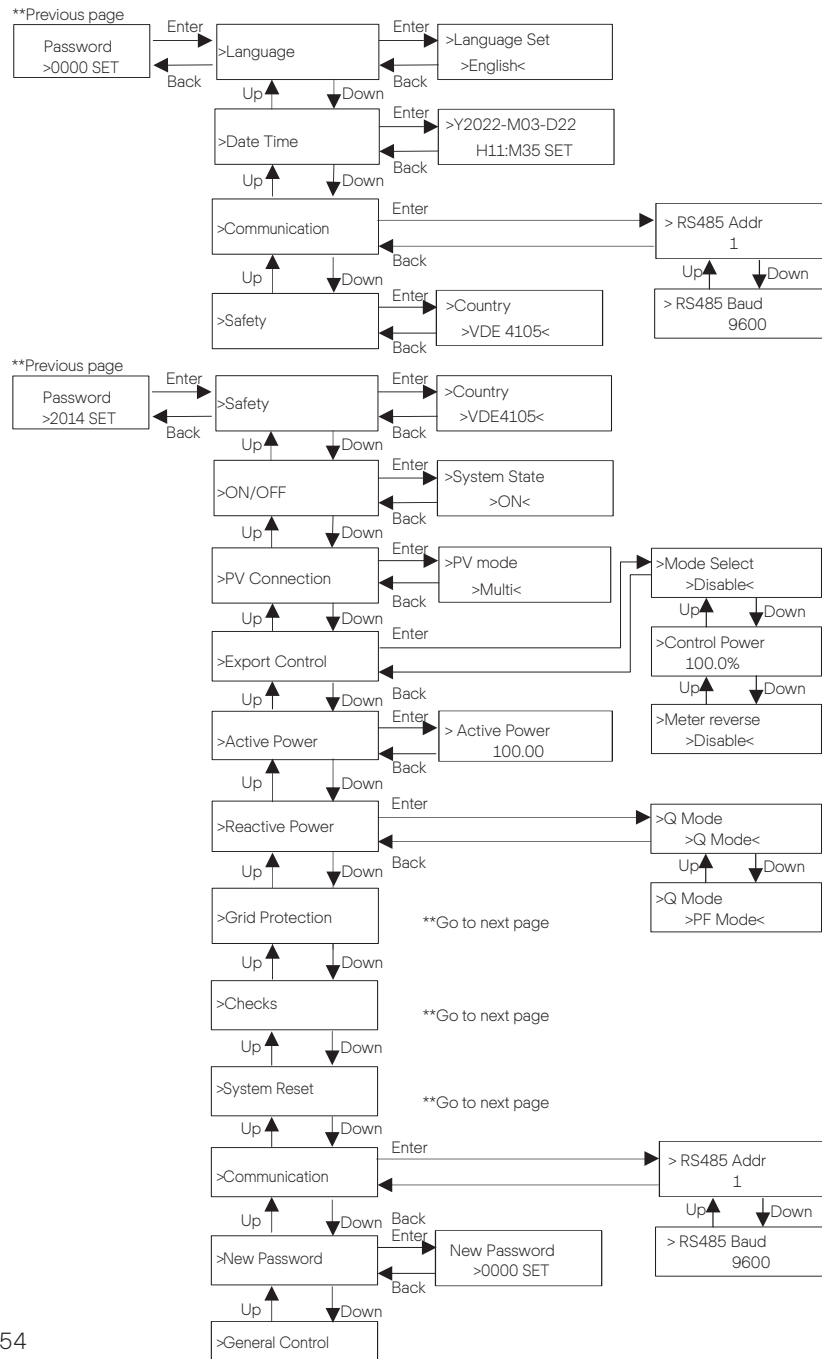 **Previous page
Password
>0000 SET
Enter
Back
>Language
Enter
Back
>Language Set
>English<
Up
Down
>Date Time
Enter
Back
>Y2022-M03-D22
H11:M35 SET
Up
Down
>Communication
Enter
Back
> RS485 Addr
1
Up
Down
> RS485 Baud
9600
Up
Down
>Safety
Enter
Back
>Country
>VDE 4105<
**Previous page
Password
>2014 SET
Enter
Back
>Safety
Enter
Back
>Country
>VDE4105<
Up
Down
>ON/OFF
Enter
Back
>System State
>ON<
Up
Down
>PV Connection
Enter
Back
>PV mode
>Multi<
Up
Down
>Export Control
Enter
Back
>Mode Select
>Disable<
Up
Down
>Control Power
100.0%
Up
Down
>Meter reverse
>Disable<
Up
Down
>Active Power
Enter
Back
> Active Power
100.00
Up
Down
>Reactive Power
Enter
Back
>Q Mode
>Q Mode<
Up
Down
>Q Mode
>PF Mode<
Up
Down
>Grid Protection
**Go to next page
Up
Down
>Checks
**Go to next page
Up
Down
>System Reset
**Go to next page
Up
Down
>Communication
Enter
Back
> RS485 Addr
1
Up
Down
> RS485 Baud
9600
Up
Down
>New Password
Enter
Back
New Password
>0000 SET
Up
Down
>General Control
54